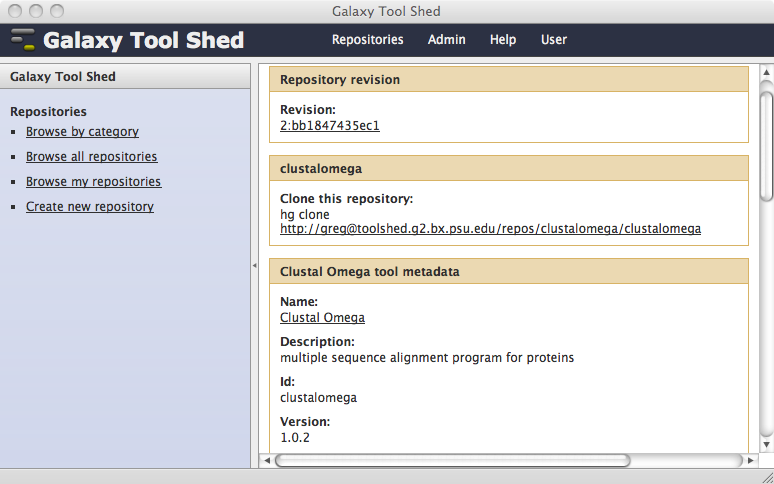 Galaxy Tool Shed
Galaxy Tool Shed
Repositories Admin Help User
Galaxy Tool Shed
Repositories
Browse by category
Browse all repositories
Browse my repositories
Create new repository
Repository revision
Revision:
2:bb1847435ec1
clustalomega
Clone this repository:
hg clone
http://greg@toolshed.g2.bx.psu.edu/repos/clustalomega/clustalomega
Clustal Omega tool metadata
Name:
Clustal Omega
Description:
multiple sequence alignment program for proteins
Id:
clustalomega
Version:
1.0.2